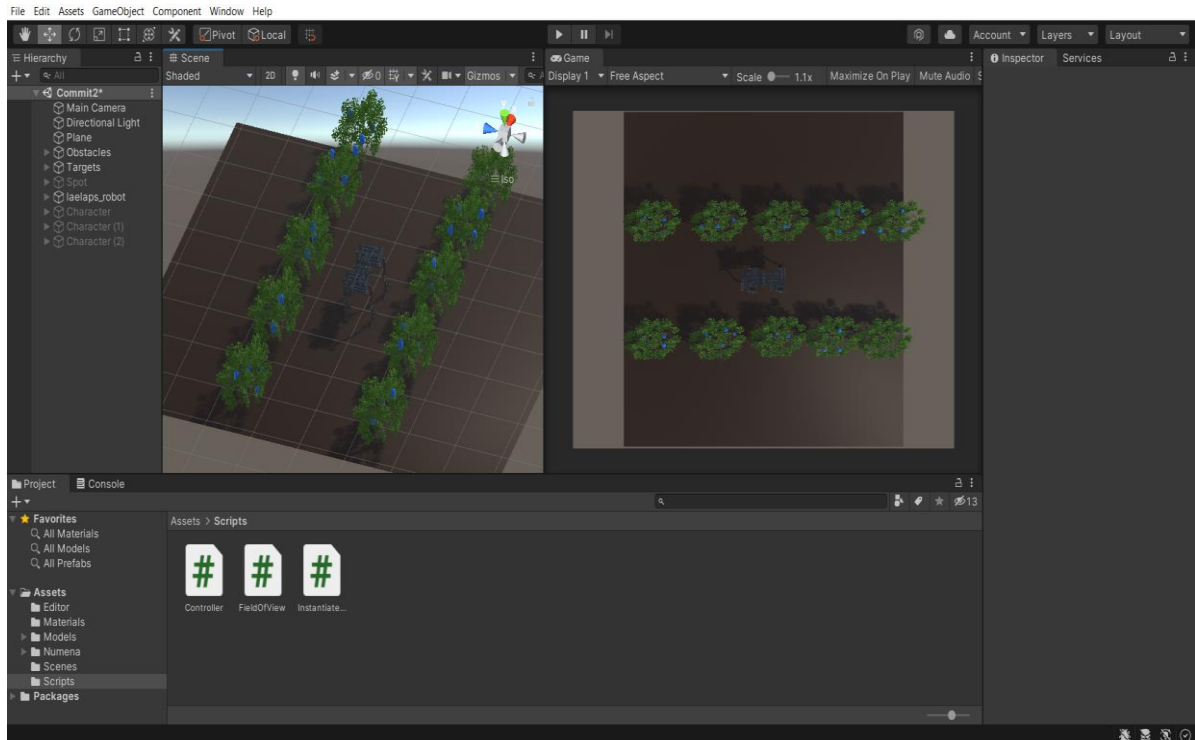 File Edit Assets GameObject Component Window Help
Pivot Local Account Layers Layout
Hierarchy
All
Commit2*
Main Camera
Directional Light
Plane
Obstacles
Targets
Spot
laelaps_robot
Character
Character (1)
Character (2)
Scene
Shaded 2D 0 Gizmos
Iso
Game
Display 1 Free Aspect Scale 1.1x Maximize On Play Mute Audio S
Inspector Services
Project Console
13
Favorites
All Materials
All Models
All Prefabs
Assets
Editor
Materials
Models
Numena
Scenes
Scripts
Packages
Assets > Scripts
# # #
Controller FieldOfView Instantiate...